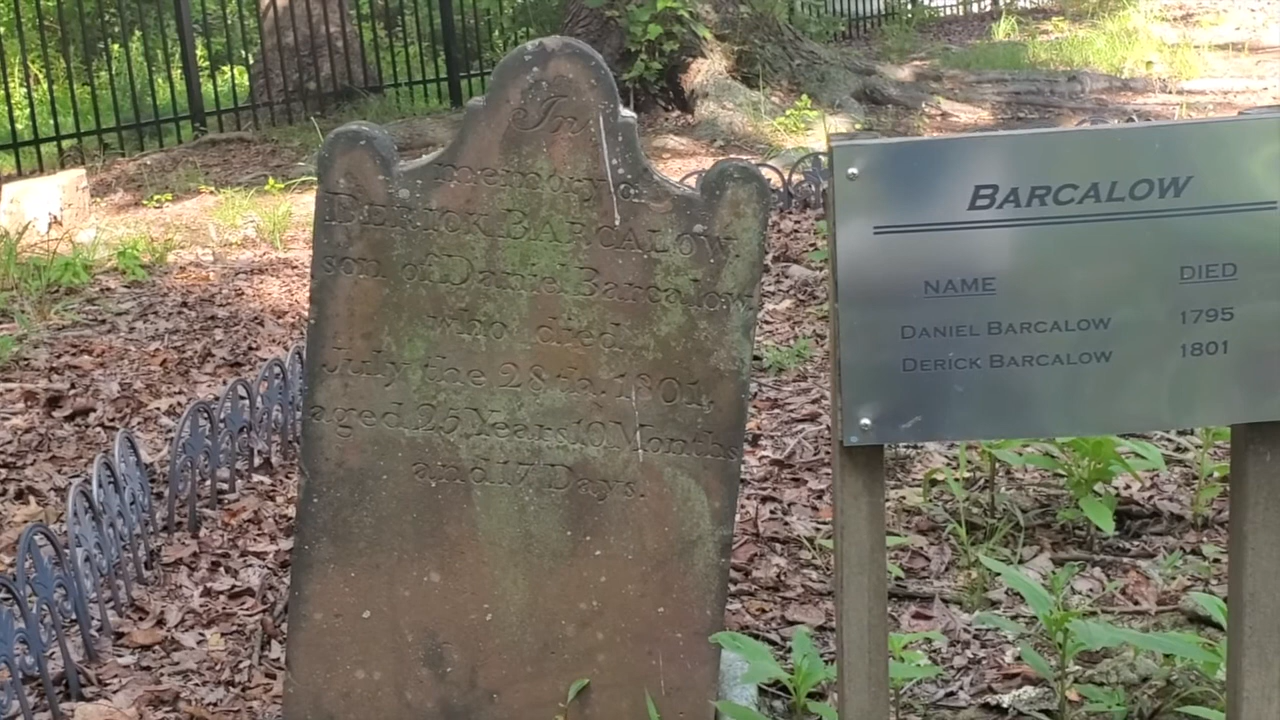 In
memory of
DERICK BARCALOW,
son of Daniel Barcalow,
who died
July the 28th. 1801,
aged 25 Years 10 Months
and 17 Days.
BARCALOW
NAME DIED
DANIEL BARCALOW 1795
DERICK BARCALOW 1801